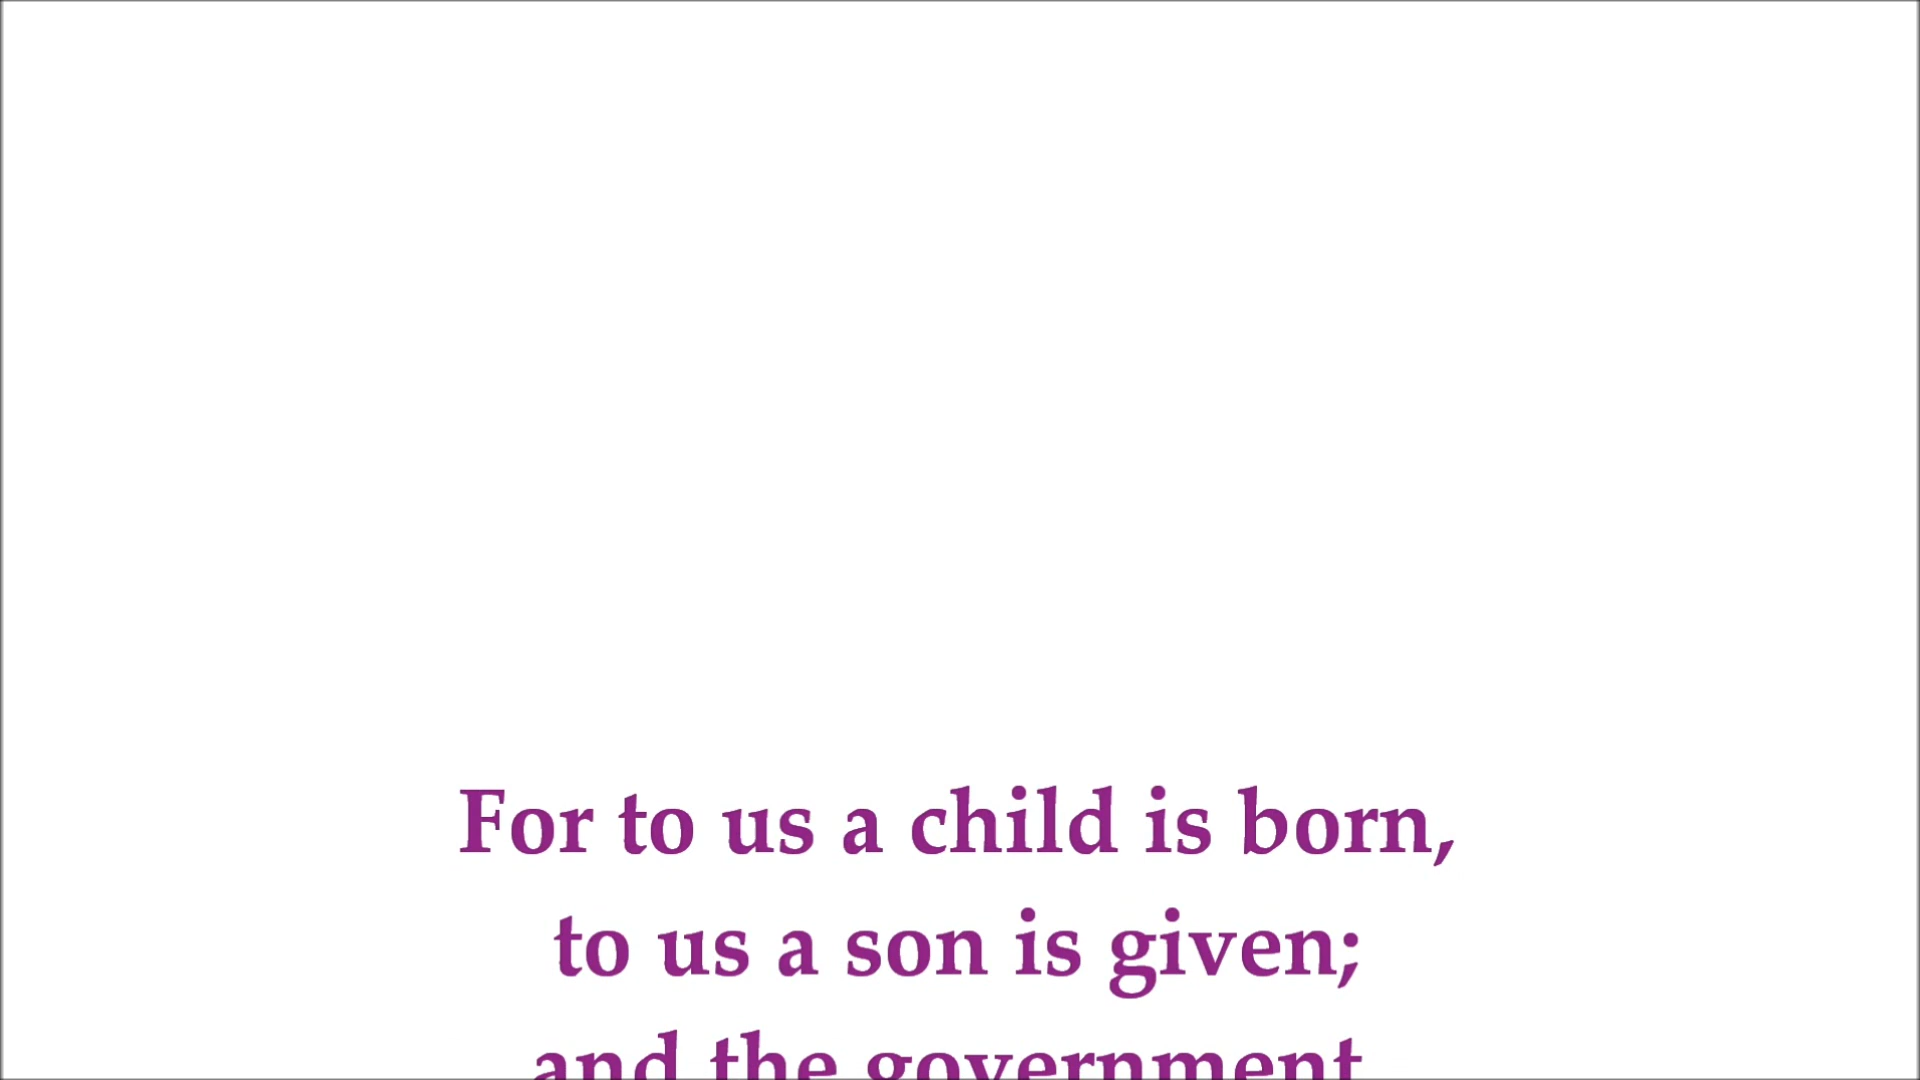 For to us a child is born,
to us a son is given;
and the government